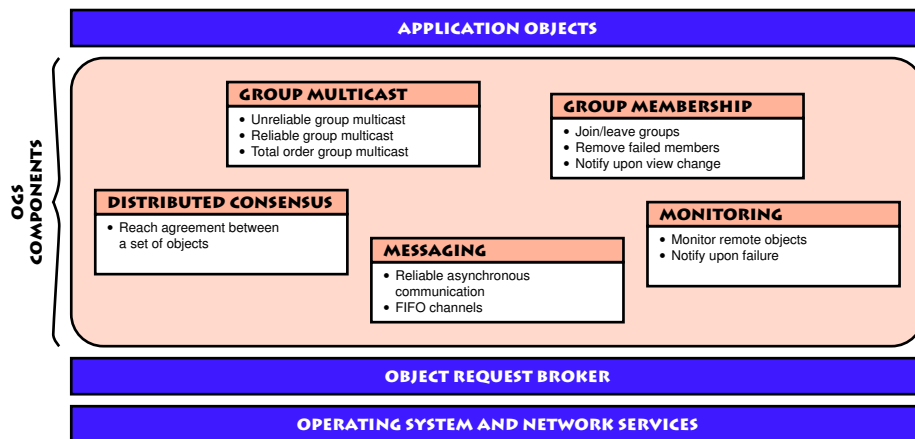 APPLICATION OBJECTS
OGS
COMPONENTS
GROUP MULTICAST
• Unreliable group multicast
• Reliable group multicast
• Total order group multicast
GROUP MEMBERSHIP
• Join/leave groups
• Remove failed members
• Notify upon view change
DISTRIBUTED CONSENSUS
• Reach agreement between
a set of objects
MESSAGING
• Reliable asynchronous
communication
• FIFO channels
MONITORING
• Monitor remote objects
• Notify upon failure
OBJECT REQUEST BROKER
OPERATING SYSTEM AND NETWORK SERVICES